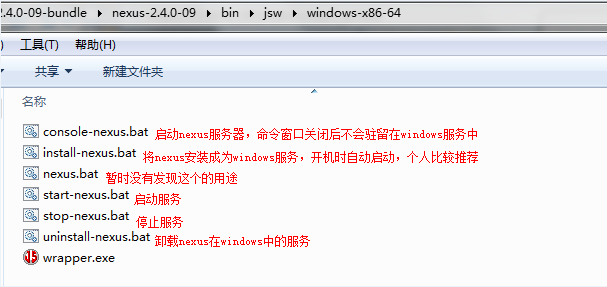 2.4.0-09-bundle ▸ nexus-2.4.0-09 ▸ bin ▸ jsw ▸ windows-x86-64
工具(T) 帮助(H)
共享 新建文件夹
名称
console-nexus.bat 启动nexus服务器，命令窗口关闭后不会驻留在windows服务中
install-nexus.bat 将nexus安装成为windows服务，开机时自动启动，个人比较推荐
nexus.bat 暂时没有发现这个的用途
start-nexus.bat 启动服务
stop-nexus.bat 停止服务
uninstall-nexus.bat 卸载nexus在windows中的服务
wrapper.exe